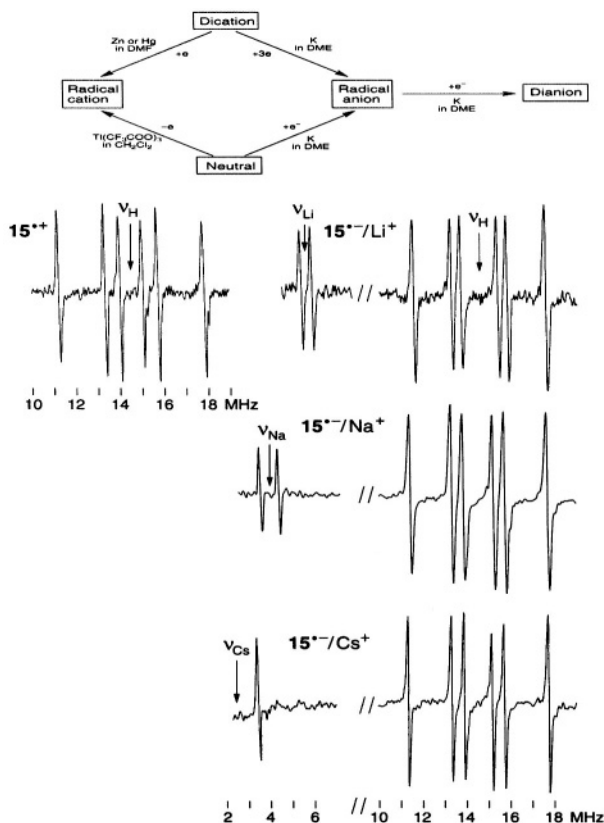 Dication
Zn or Hg
in DMF
+e
+3e
K
in DME
Radical
cation
Radical
anion
+e⁻
K
in DME
Dianion
Tl(CF₃COO)₃
in CH₂Cl₂
−e
+e⁻
K
in DME
Neutral
15•+
νH
νLi
15•−/Li+
νH
10 12 14 16 18 MHz
νNa
15•−/Na+
//
νCs
15•−/Cs+
//
2 4 6 // 10 12 14 16 18 MHz